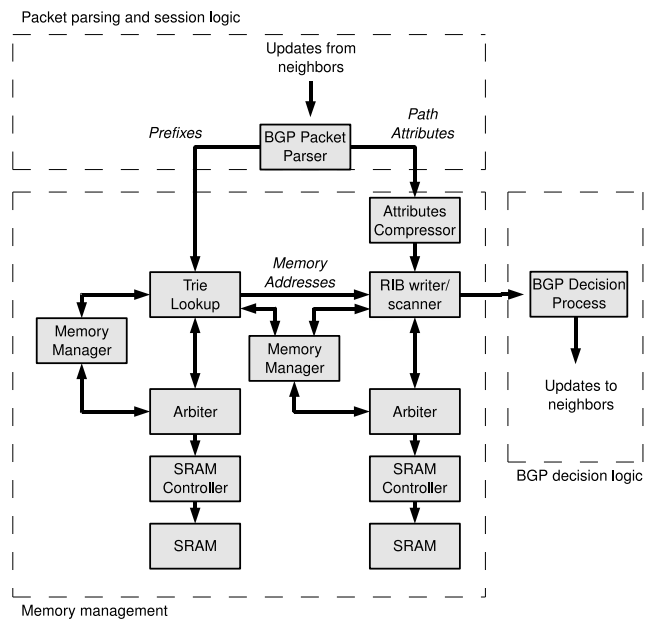 Packet parsing and session logic
Updates from
neighbors
Prefixes
Path
Attributes
BGP Packet
Parser
Attributes
Compressor
Memory
Addresses
Trie
Lookup
RIB writer/
scanner
BGP Decision
Process
Memory
Manager
Memory
Manager
Updates to
neighbors
Arbiter
Arbiter
SRAM
Controller
SRAM
Controller
BGP decision logic
SRAM
SRAM
Memory management